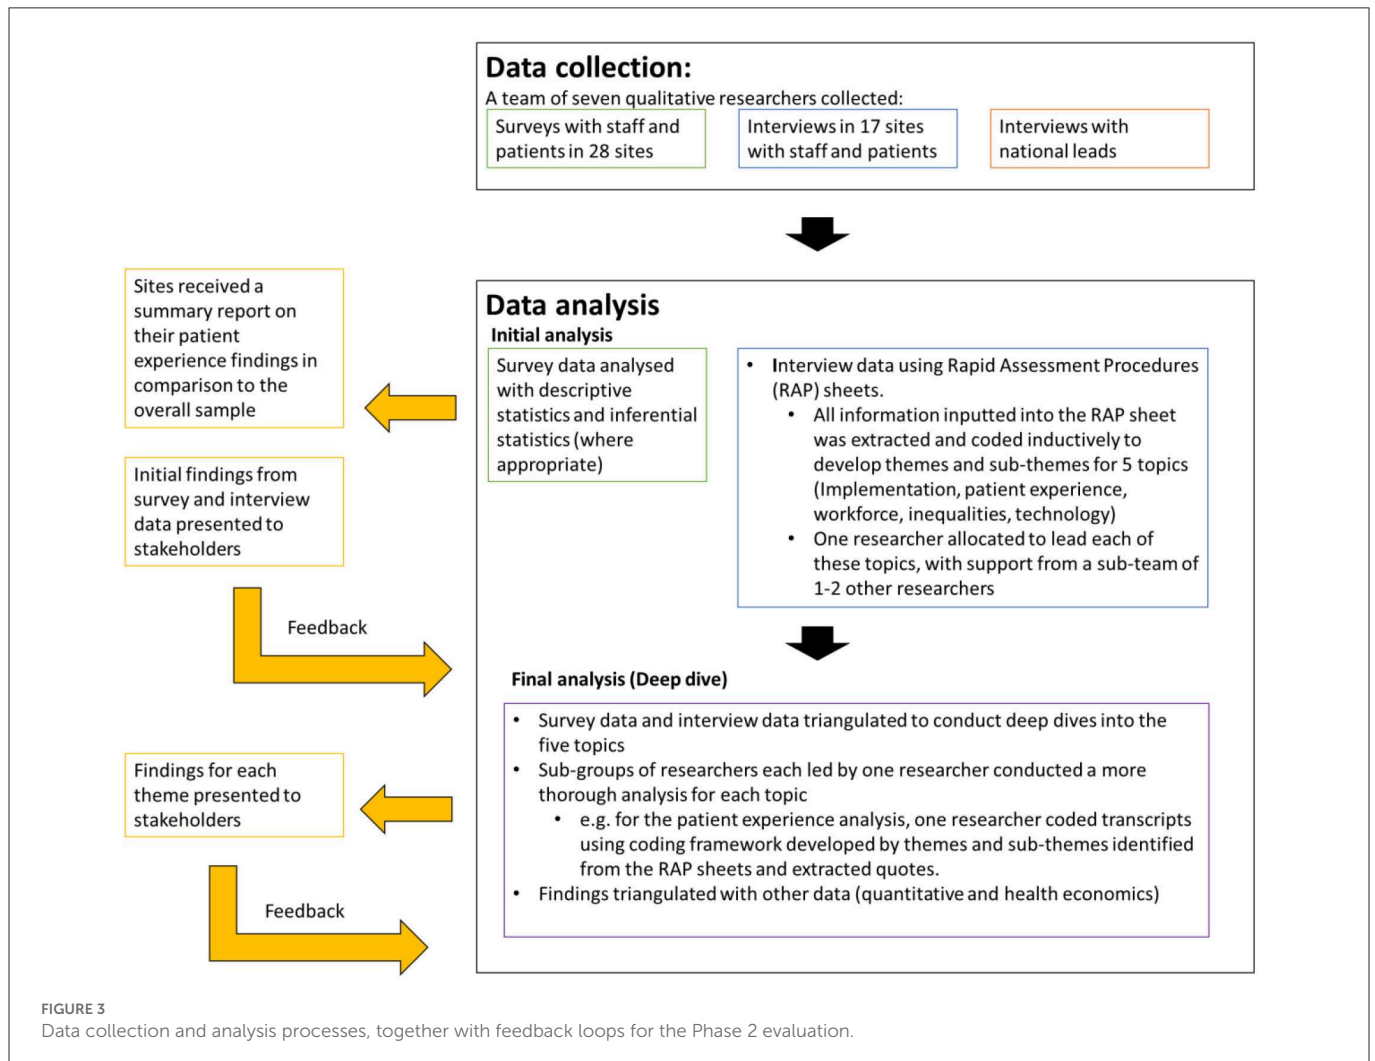 Data collection:
A team of seven qualitative researchers collected:
Surveys with staff and
patients in 28 sites
Interviews in 17 sites
with staff and patients
Interviews with
national leads
Sites received a
summary report on
their patient
experience findings in
comparison to the
overall sample
Initial findings from
survey and interview
data presented to
stakeholders
Feedback
Data analysis
Initial analysis
Survey data analysed
with descriptive
statistics and inferential
statistics (where
appropriate)
• Interview data using Rapid Assessment Procedures
(RAP) sheets.
• All information inputted into the RAP sheet
was extracted and coded inductively to
develop themes and sub-themes for 5 topics
(Implementation, patient experience,
workforce, inequalities, technology)
• One researcher allocated to lead each of
these topics, with support from a sub-team of
1-2 other researchers
Final analysis (Deep dive)
• Survey data and interview data triangulated to conduct deep dives into the
five topics
• Sub-groups of researchers each led by one researcher conducted a more
thorough analysis for each topic
• e.g. for the patient experience analysis, one researcher coded transcripts
using coding framework developed by themes and sub-themes identified
from the RAP sheets and extracted quotes.
• Findings triangulated with other data (quantitative and health economics)
Findings for each
theme presented to
stakeholders
Feedback
FIGURE 3
Data collection and analysis processes, together with feedback loops for the Phase 2 evaluation.